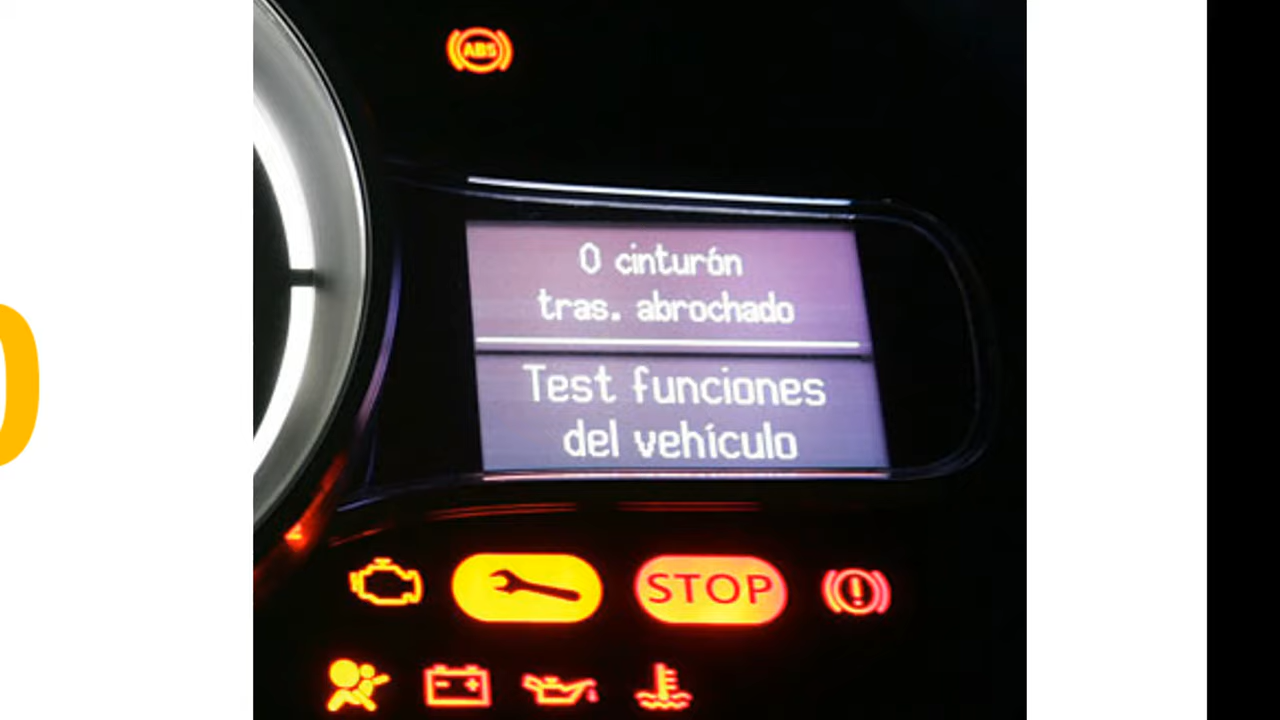 ABS
0 cinturón
tras. abrochado
Test funciones
del vehículo
STOP